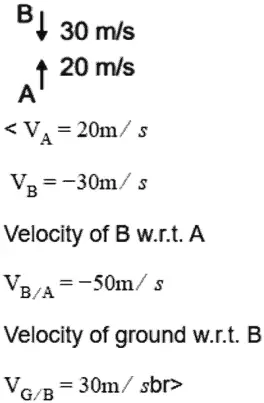 B
30 m/s
20 m/s
A
< V_A = 20m/ s
V_B = −30m/ s
Velocity of B w.r.t. A
V_B/A = −50m/ s
Velocity of ground w.r.t. B
V_G/B = 30m/ sbr>